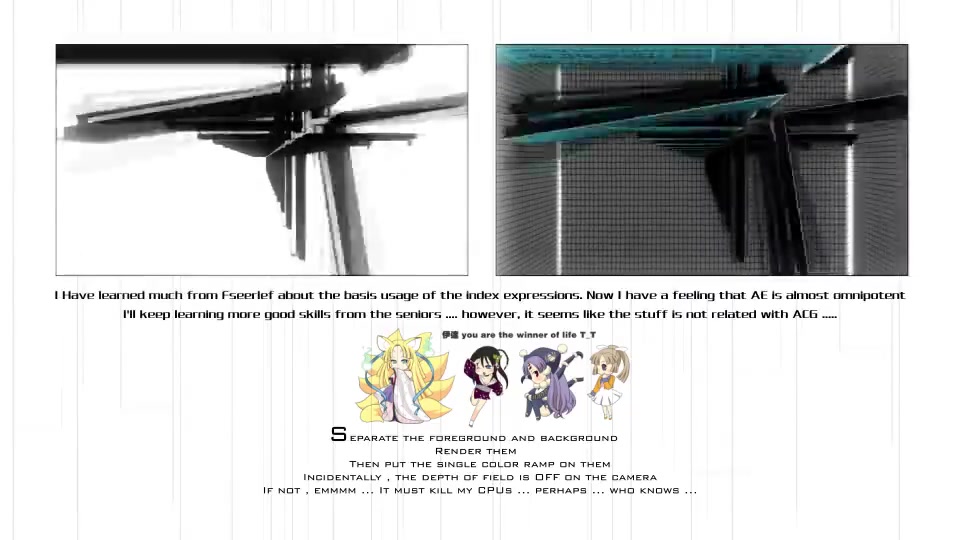 I Have learned much from Fseerlef about the basis usage of the index expressions. Now I have a feeling that AE is almost omnipotent
I'll keep learning more good skills from the seniors .... however, it seems like the stuff is not related with ACG .....
伊達 you are the winner of life T_T
Separate the foreground and background
Render them
Then put the single color ramp on them
Incidentally , the depth of field is OFF on the camera
If not , emmmm ... It must kill my CPUs ... perhaps ... who knows ...